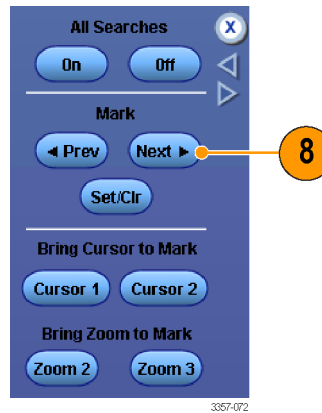 All Searches
X
On Off
Mark
◄ Prev Next ►
8
Set/Clr
Bring Cursor to Mark
Cursor 1 Cursor 2
Bring Zoom to Mark
Zoom 2 Zoom 3
3357-072